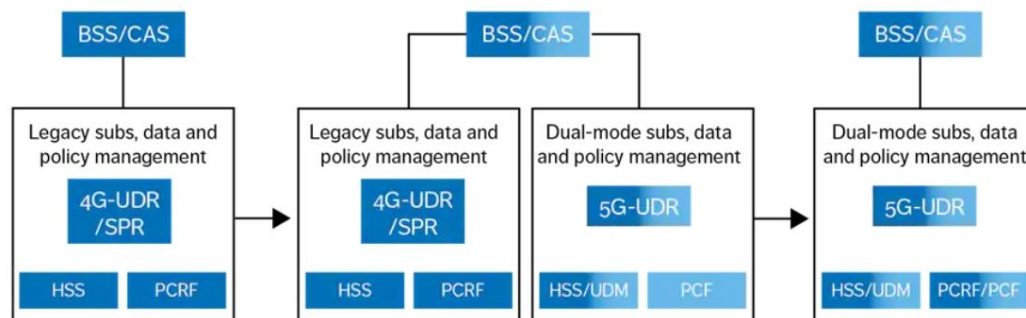 BSS/CAS
BSS/CAS
BSS/CAS
Legacy subs, data and
policy management
4G-UDR
/SPR
HSS
PCRF
Legacy subs, data and
policy management
4G-UDR
/SPR
HSS
PCRF
Dual-mode subs, data
and policy management
5G-UDR
HSS/UDM
PCF
Dual-mode subs, data
and policy management
5G-UDR
HSS/UDM
PCRF/PCF